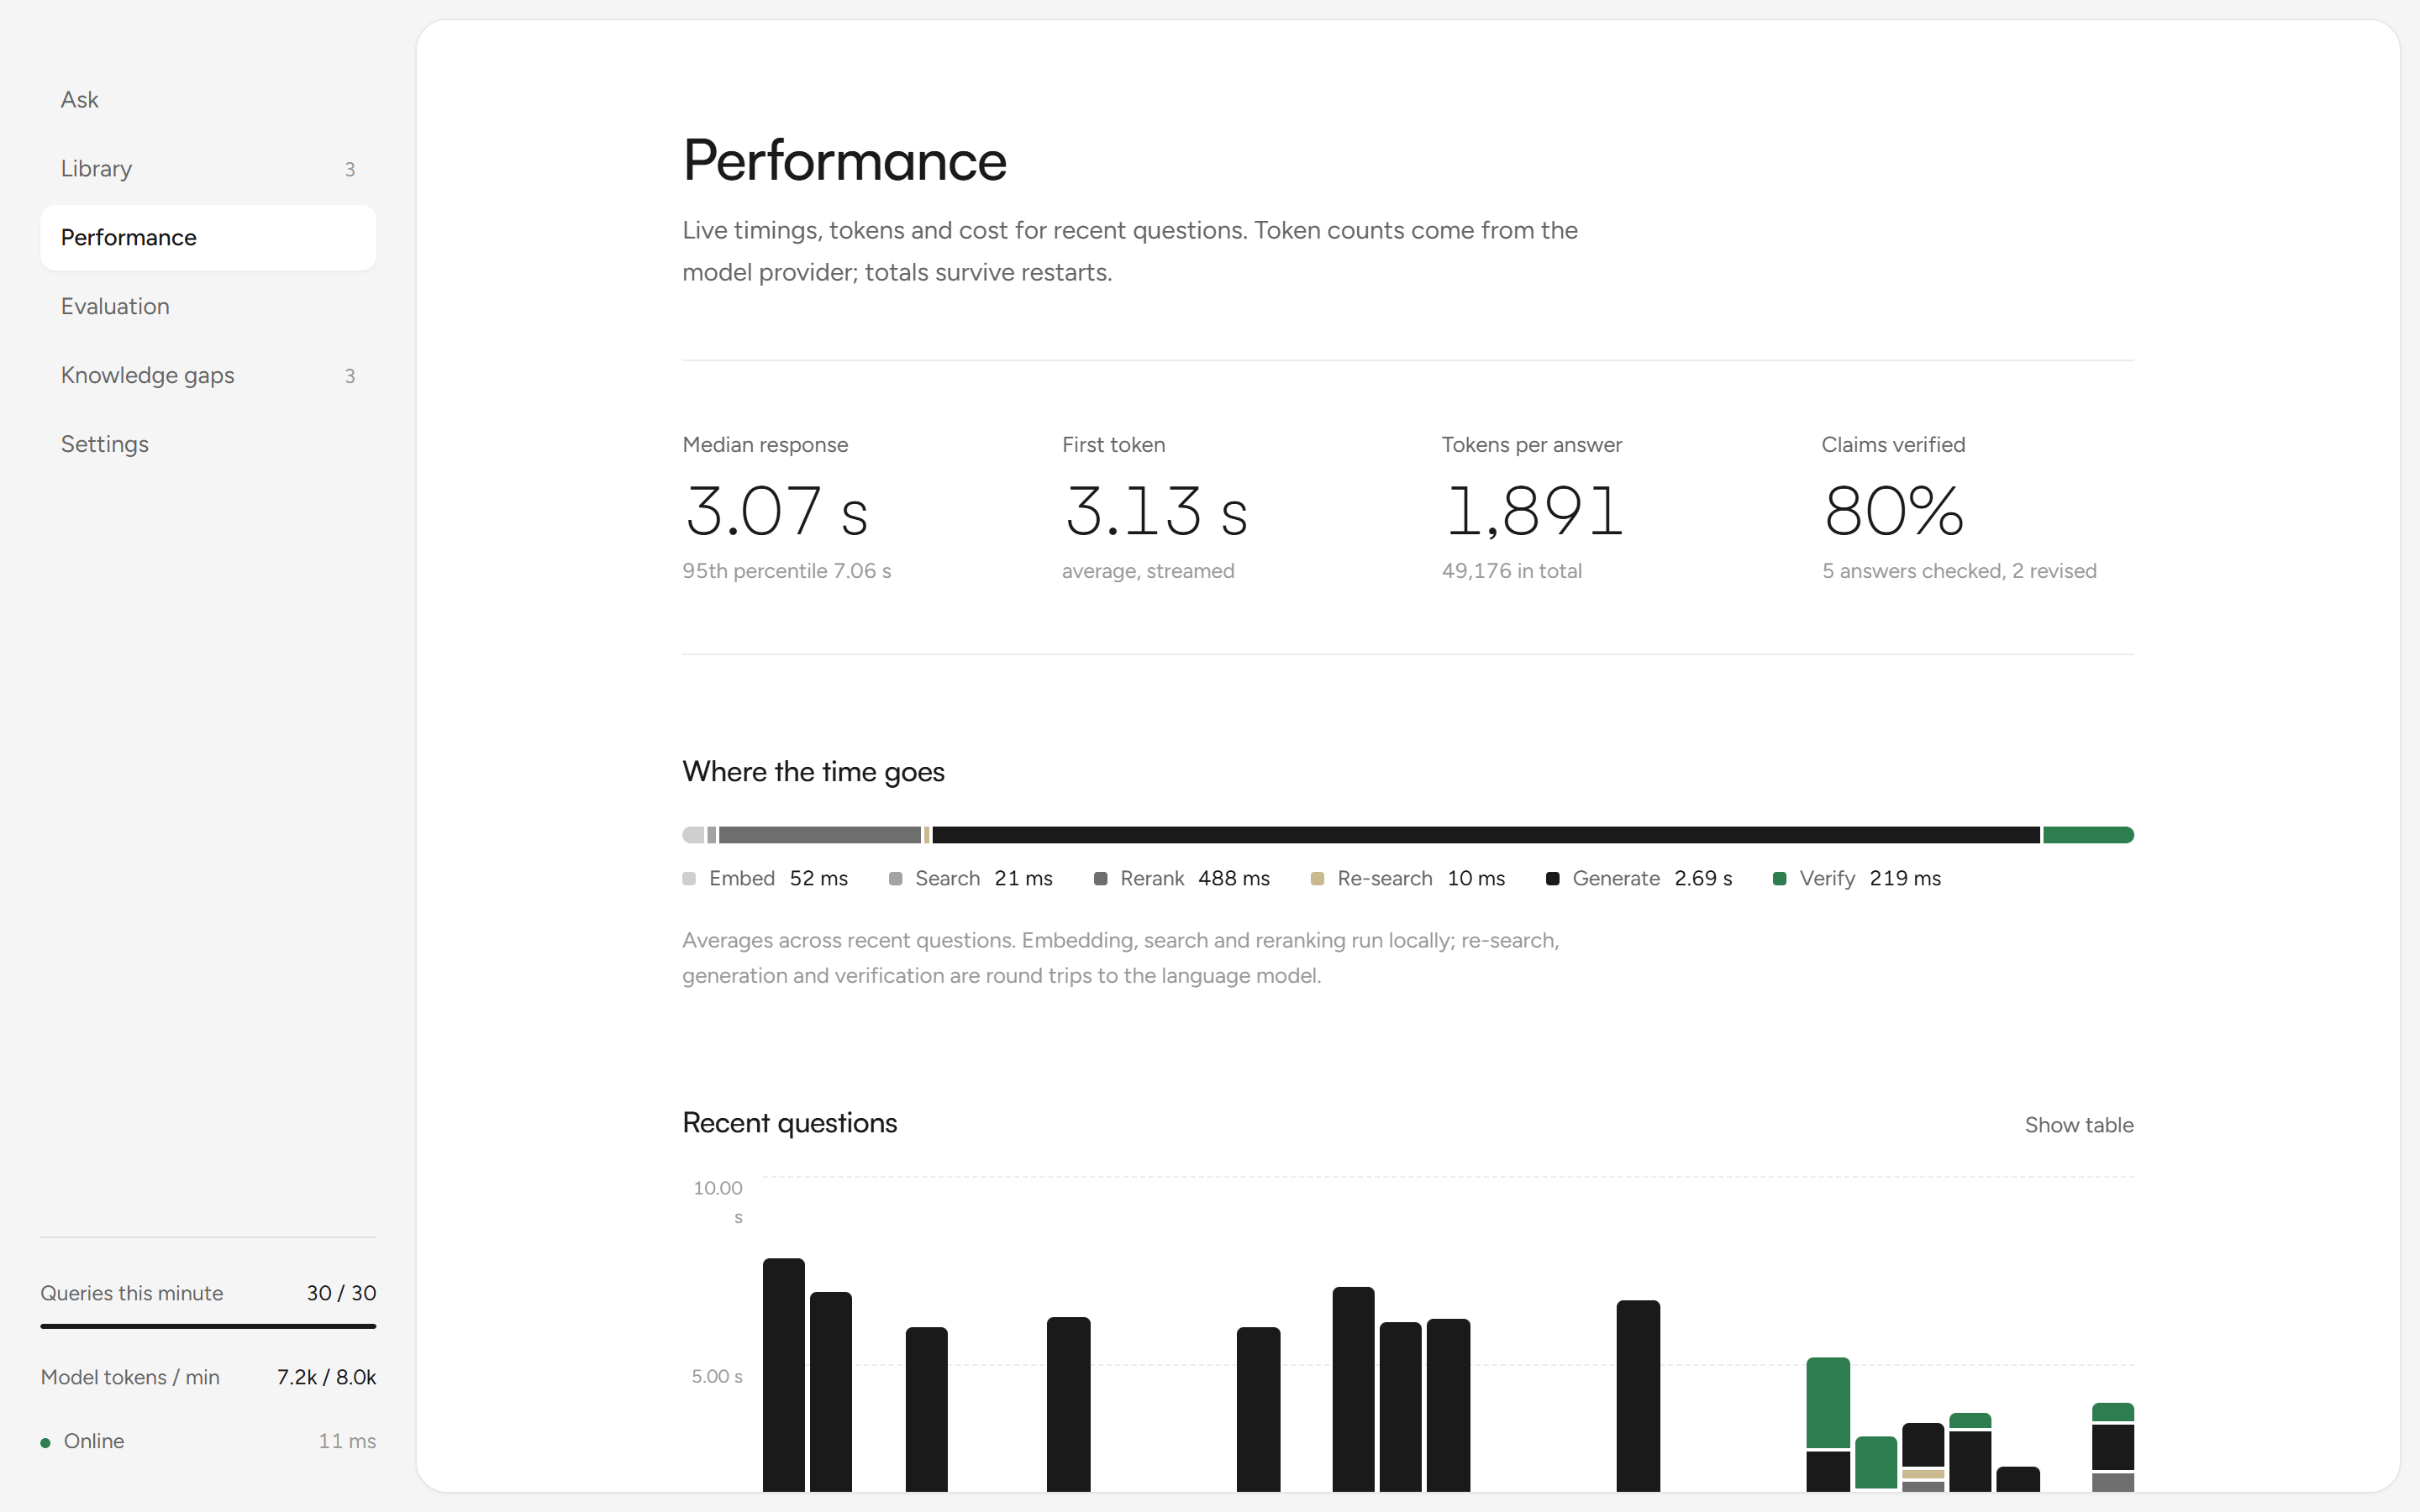 Ask
Library 3
Performance
Evaluation
Knowledge gaps 3
Settings
Queries this minute 30 / 30
Model tokens / min 7.2k / 8.0k
Online 11 ms
Performance
Live timings, tokens and cost for recent questions. Token counts come from the
model provider; totals survive restarts.
Median response
3.07 s
95th percentile 7.06 s
First token
3.13 s
average, streamed
Tokens per answer
1,891
49,176 in total
Claims verified
80%
5 answers checked, 2 revised
Where the time goes
Embed 52 ms Search 21 ms Rerank 488 ms Re-search 10 ms Generate 2.69 s Verify 219 ms
Averages across recent questions. Embedding, search and reranking run locally; re-search,
generation and verification are round trips to the language model.
Recent questions Show table
10.00
s
5.00 s